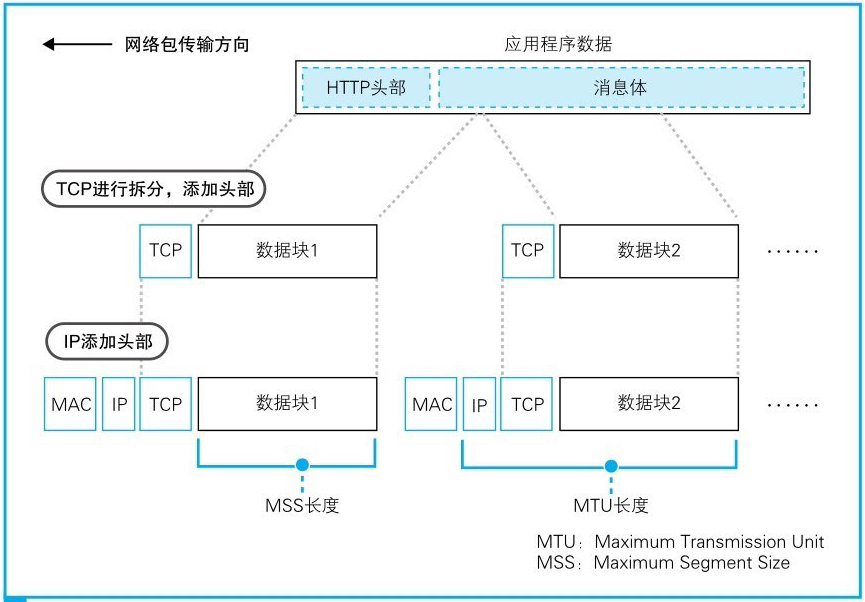 网络包传输方向
应用程序数据
HTTP头部
消息体
TCP进行拆分，添加头部
TCP
数据块1
TCP
数据块2
······
IP添加头部
MAC
IP
TCP
数据块1
MAC
IP
TCP
数据块2
······
MSS长度
MTU长度
MTU：Maximum Transmission Unit
MSS：Maximum Segment Size